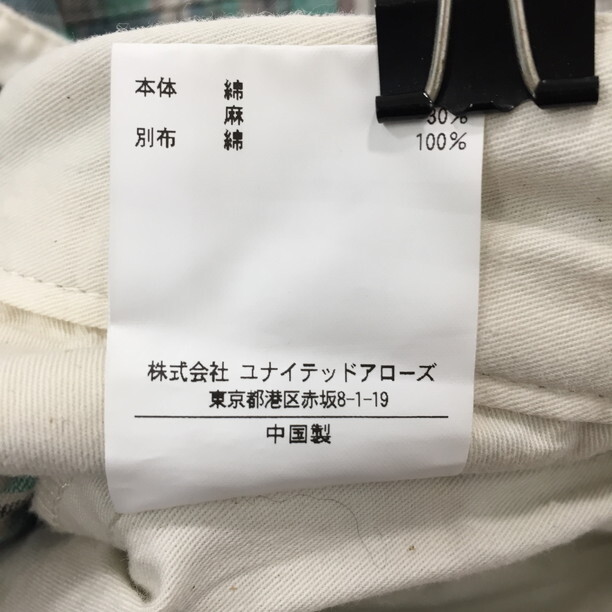 本体 綿
麻 30%
別布 綿 100%
株式会社 ユナイテッドアローズ
東京都港区赤坂8-1-19
中国製